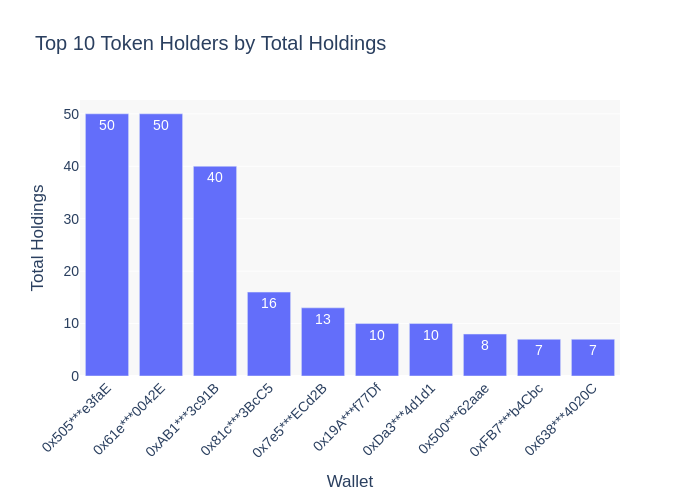 Top 10 Token Holders by Total Holdings
50
40
30
20
10
0
Total Holdings
50
50
40
16
13
10
10
8
7
7
0x505***e3faE
0x61e***0042E
0xAB1***3c91B
0x81c***3BcC5
0x7e5***ECd2B
0x19A***f77Df
0xDa3***4d1d1
0x500***62aae
0xFB7***b4Cbc
0x638***4020C
Wallet